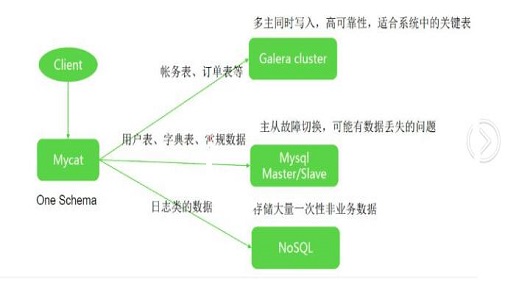 多主同时写入，高可靠性，适合系统中的关键表
Client
Galera cluster
帐务表、订单表等
主从故障切换，可能有数据丢失的问题
用户表、字典表、常规数据
Mycat
Mysql
Master/Slave
One Schema
日志类的数据
存储大量一次性非业务数据
NoSQL